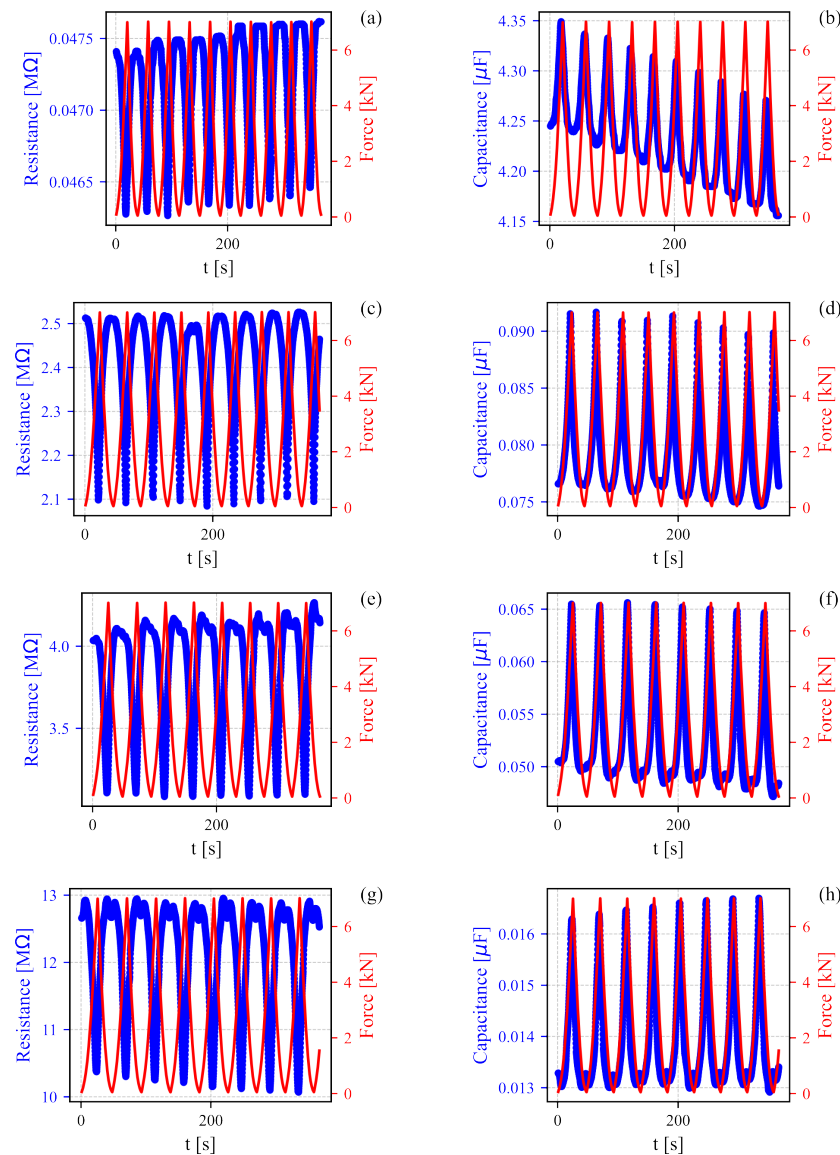 (a)
0.0475
0.0470
0.0465
Resistance [MΩ]
6
4
2
0
Force [kN]
0
200
t [s]
(b)
4.35
4.30
4.25
4.20
4.15
Capacitance [μF]
6
4
2
0
Force [kN]
0
200
t [s]
(c)
2.5
2.4
2.3
2.2
2.1
Resistance [MΩ]
6
4
2
0
Force [kN]
0
200
t [s]
(d)
0.090
0.085
0.080
0.075
Capacitance [μF]
6
4
2
0
Force [kN]
0
200
t [s]
(e)
4.0
3.5
Resistance [MΩ]
6
4
2
0
Force [kN]
0
200
t [s]
(f)
0.065
0.060
0.055
0.050
Capacitance [μF]
6
4
2
0
Force [kN]
0
200
t [s]
(g)
13
12
11
10
Resistance [MΩ]
6
4
2
0
Force [kN]
0
200
t [s]
(h)
0.016
0.015
0.014
0.013
Capacitance [μF]
6
4
2
0
Force [kN]
0
200
t [s]